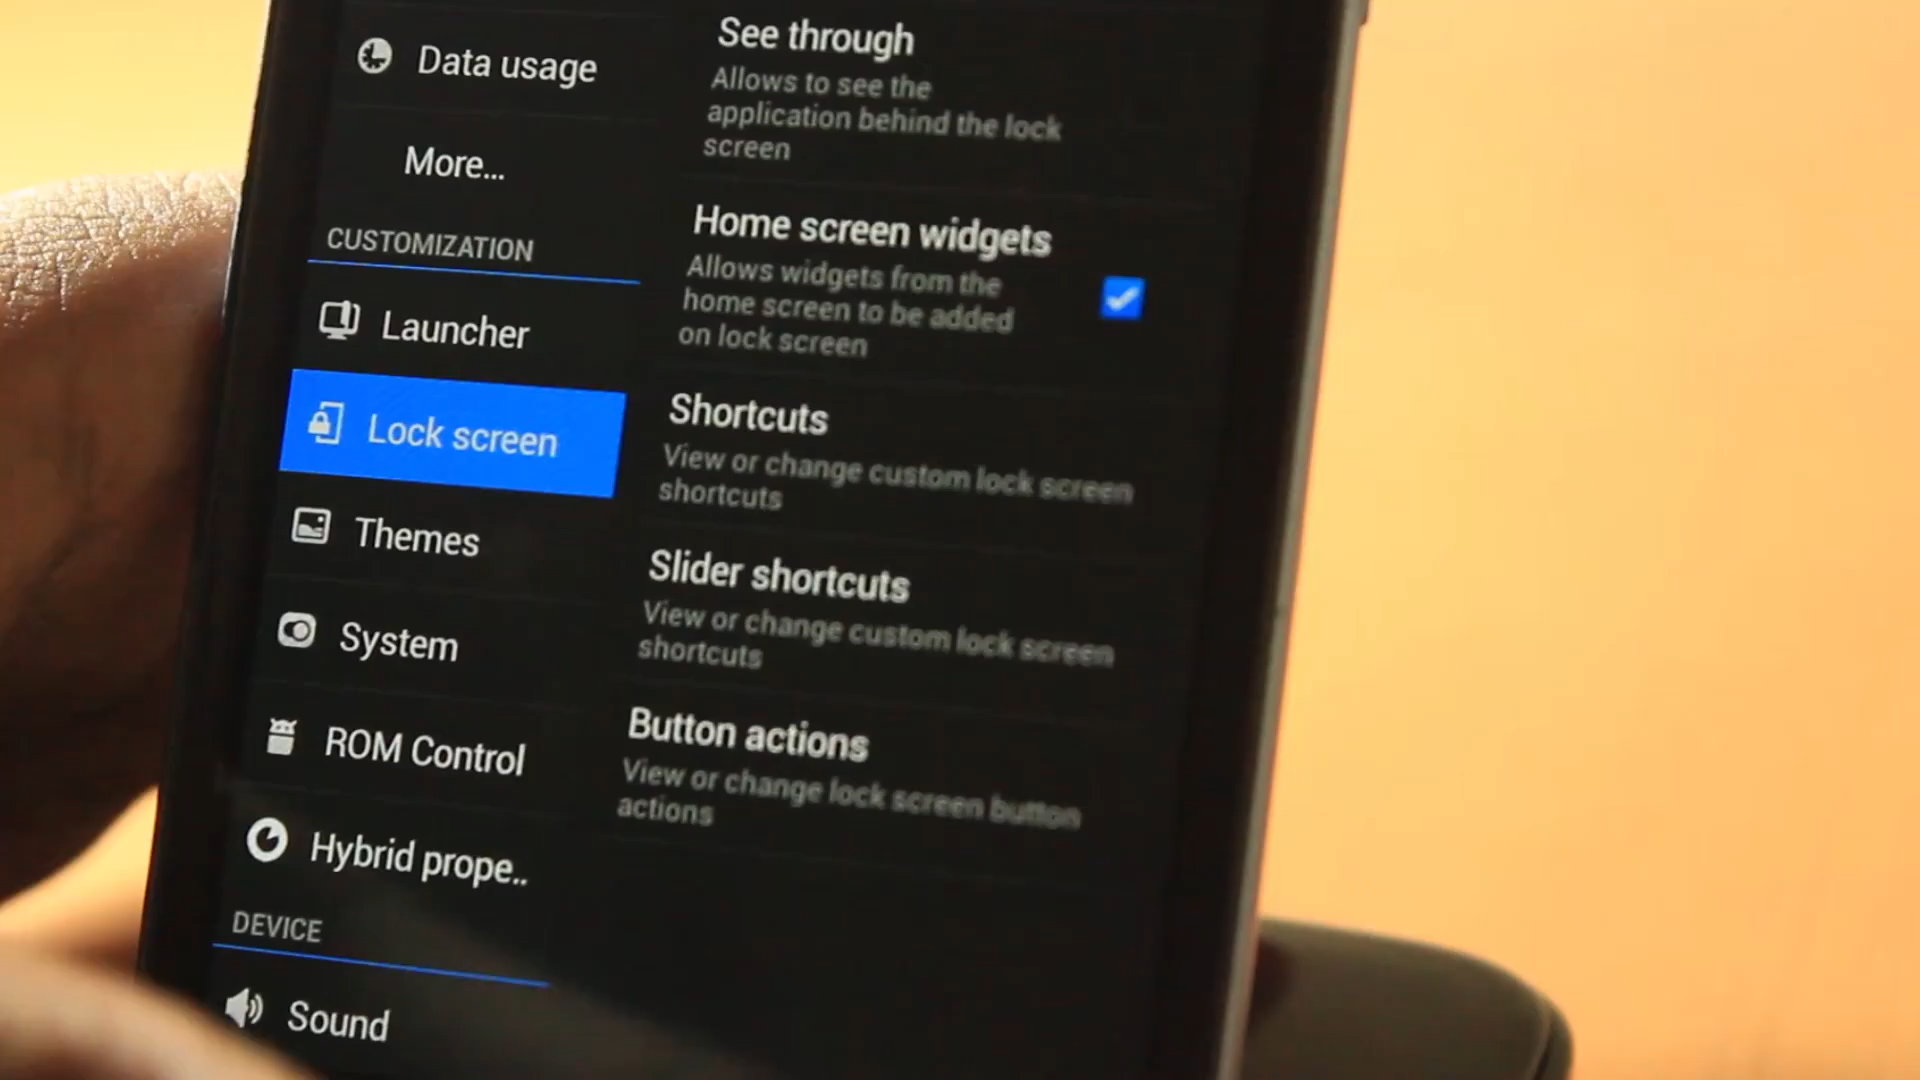 Data usage
More...
CUSTOMIZATION
Launcher
Lock screen
Themes
System
ROM Control
Hybrid prope..
DEVICE
Sound
See through
Allows to see the
application behind the lock
screen
Home screen widgets
Allows widgets from the
home screen to be added
on lock screen
Shortcuts
View or change custom lock screen
shortcuts
Slider shortcuts
View or change custom lock screen
shortcuts
Button actions
View or change lock screen button
actions